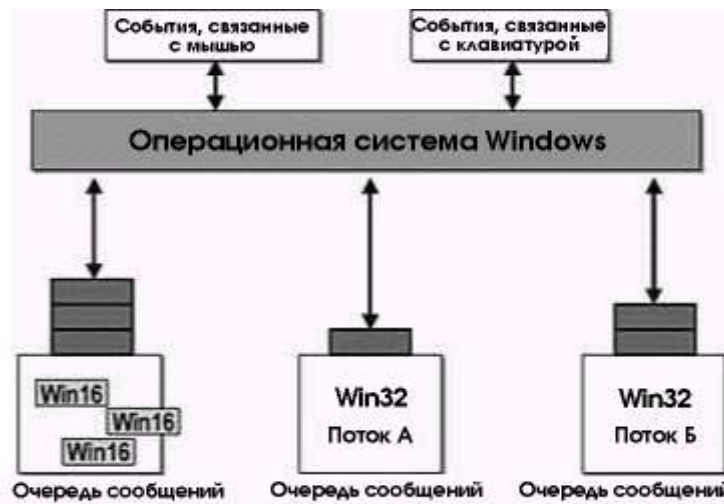 События, связанные
с мышью
События, связанные
с клавиатурой
Операционная система Windows
Win16
Win16
Win16
Win32
Поток А
Win32
Поток Б
Очередь сообщений
Очередь сообщений
Очередь сообщений